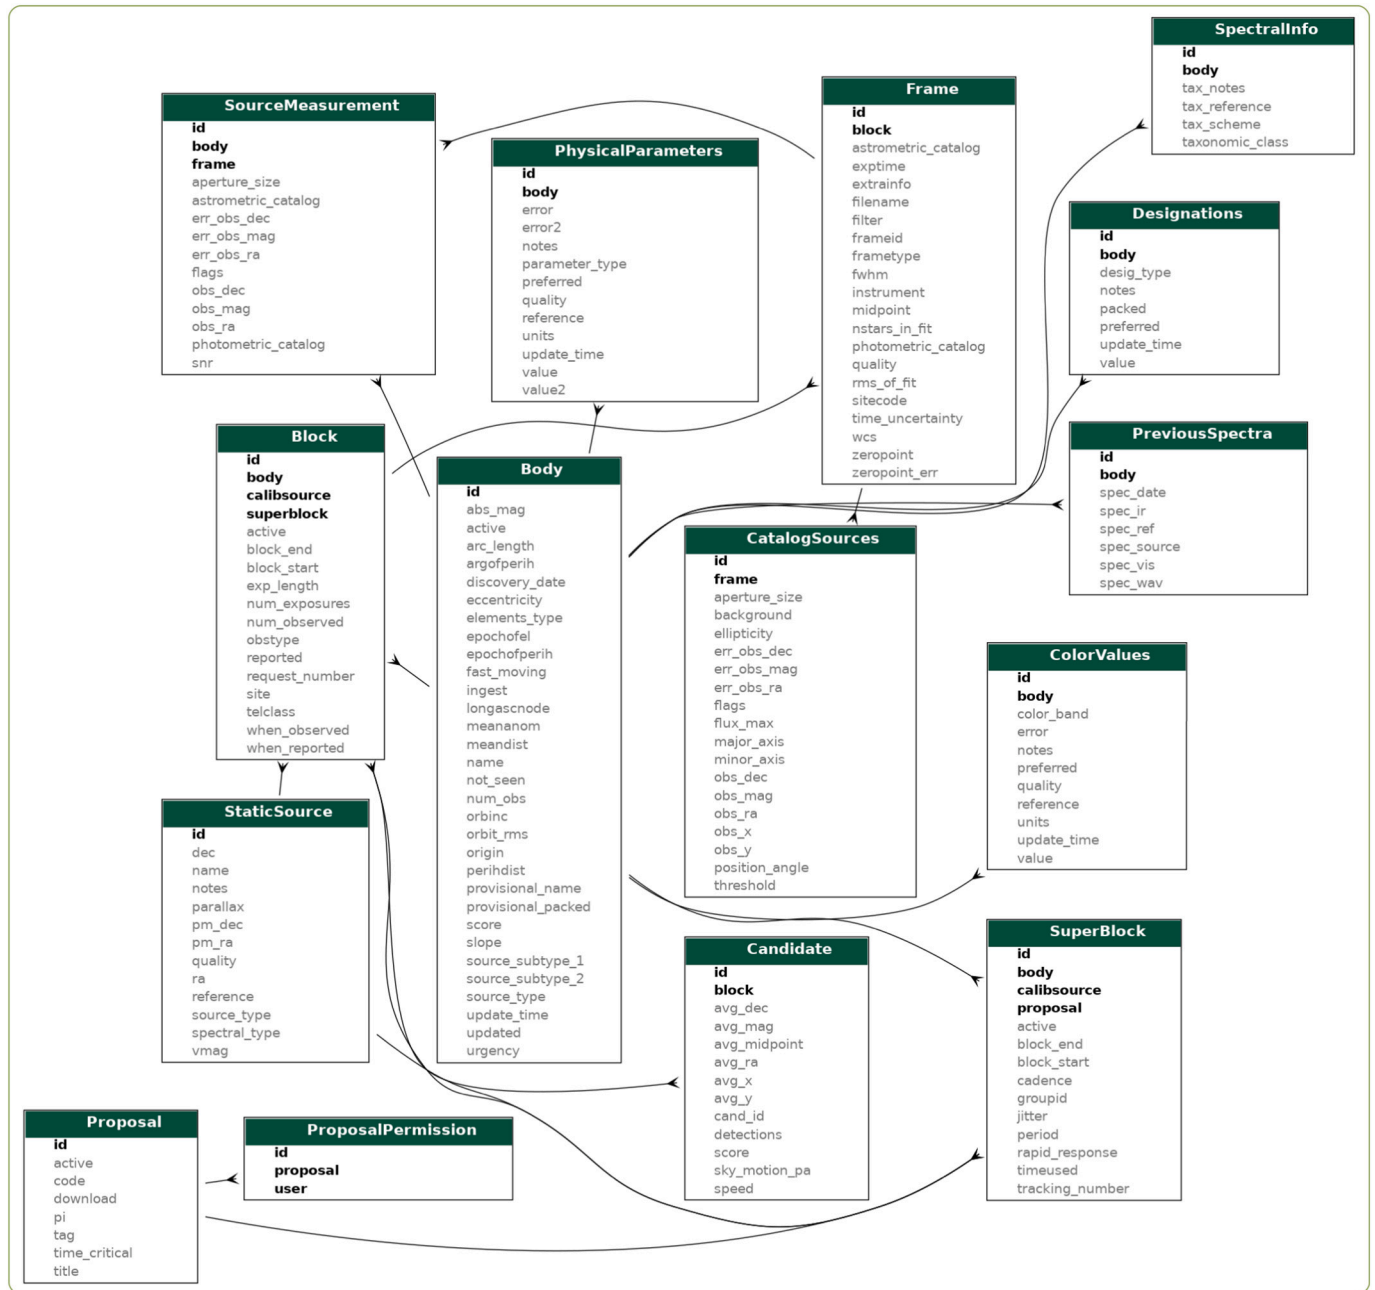 SpectralInfo
id
body
tax_notes
tax_reference
tax_scheme
taxonomic_class
Frame
id
block
astrometric_catalog
exptime
extrainfo
filename
filter
frameid
frametype
fwhm
instrument
midpoint
nstars_in_fit
photometric_catalog
quality
rms_of_fit
sitecode
time_uncertainty
wcs
zeropoint
zeropoint_err
SourceMeasurement
id
body
frame
aperture_size
astrometric_catalog
err_obs_dec
err_obs_mag
err_obs_ra
flags
obs_dec
obs_mag
obs_ra
photometric_catalog
snr
PhysicalParameters
id
body
error
error2
notes
parameter_type
preferred
quality
reference
units
update_time
value
value2
Designations
id
body
desig_type
notes
packed
preferred
update_time
value
Block
id
body
calibsource
superblock
active
block_end
block_start
exp_length
num_exposures
num_observed
obstype
reported
request_number
site
telclass
when_observed
when_reported
Body
id
abs_mag
active
arc_length
argofperih
discovery_date
eccentricity
elements_type
epochofel
epochofperih
fast_moving
ingest
longascnode
meananom
meandist
name
not_seen
num_obs
orbinc
orbit_rms
origin
perihdist
provisional_name
provisional_packed
score
slope
source_subtype_1
source_subtype_2
source_type
update_time
updated
urgency
PreviousSpectra
id
body
spec_date
spec_ir
spec_ref
spec_source
spec_vis
spec_wav
CatalogSources
id
frame
aperture_size
background
ellipticity
err_obs_dec
err_obs_mag
err_obs_ra
flags
flux_max
major_axis
minor_axis
obs_dec
obs_mag
obs_ra
obs_x
obs_y
position_angle
threshold
ColorValues
id
body
color_band
error
notes
preferred
quality
reference
units
update_time
value
StaticSource
id
dec
name
notes
parallax
pm_dec
pm_ra
quality
ra
reference
source_type
spectral_type
vmag
Candidate
id
block
avg_dec
avg_mag
avg_midpoint
avg_ra
avg_x
avg_y
cand_id
detections
score
sky_motion_pa
speed
SuperBlock
id
body
calibsource
proposal
active
block_end
block_start
cadence
groupid
jitter
period
rapid_response
timeused
tracking_number
Proposal
id
active
code
download
pi
tag
time_critical
title
ProposalPermission
id
proposal
user